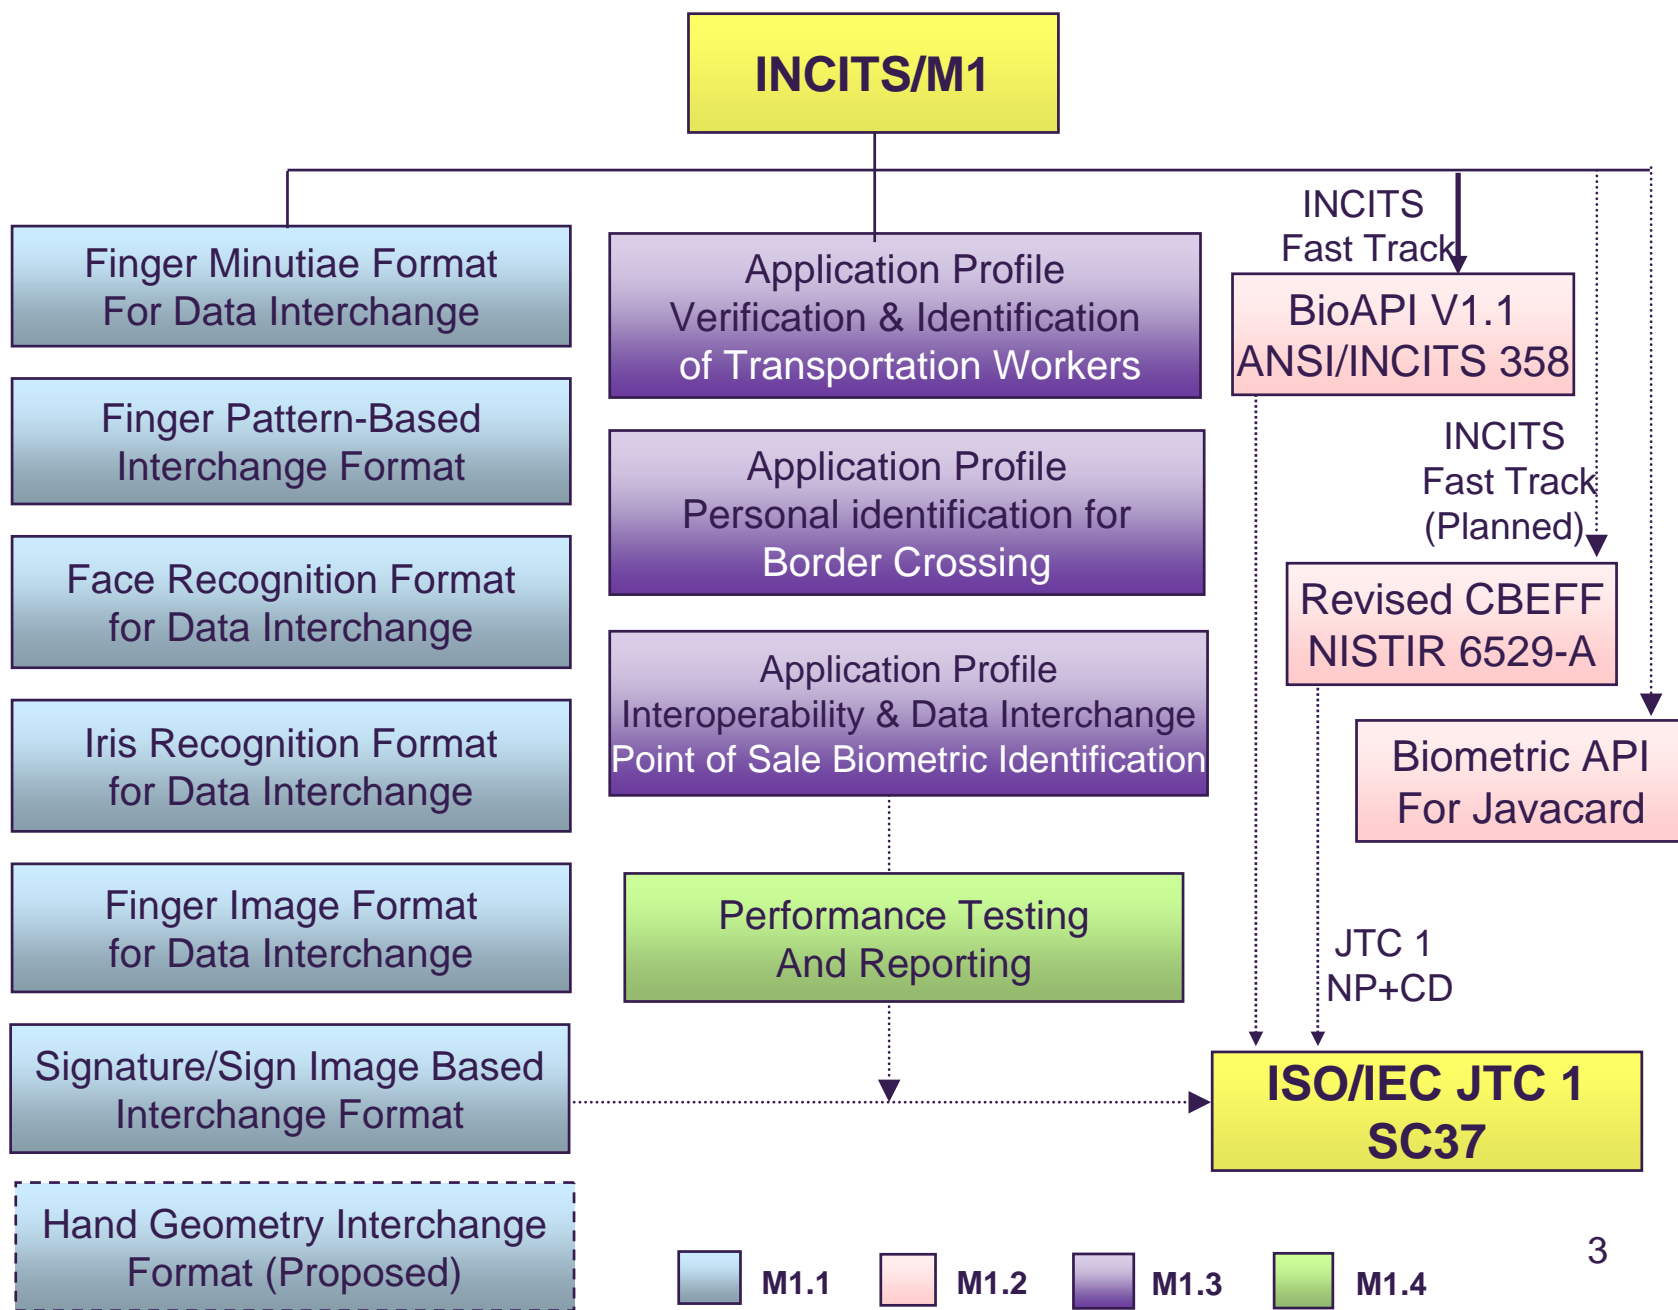 INCITS/M1
Finger Minutiae Format
For Data Interchange
Finger Pattern-Based
Interchange Format
Face Recognition Format
for Data Interchange
Iris Recognition Format
for Data Interchange
Finger Image Format
for Data Interchange
Signature/Sign Image Based
Interchange Format
Hand Geometry Interchange
Format (Proposed)
Application Profile
Verification & Identification
of Transportation Workers
Application Profile
Personal identification for
Border Crossing
Application Profile
Interoperability & Data Interchange
Point of Sale Biometric Identification
Performance Testing
And Reporting
INCITS
Fast Track
BioAPI V1.1
ANSI/INCITS 358
INCITS
Fast Track
(Planned)
Revised CBEFF
NISTIR 6529-A
Biometric API
For Javacard
JTC 1
NP+CD
ISO/IEC JTC 1
SC37
M1.1
M1.2
M1.3
M1.4
3